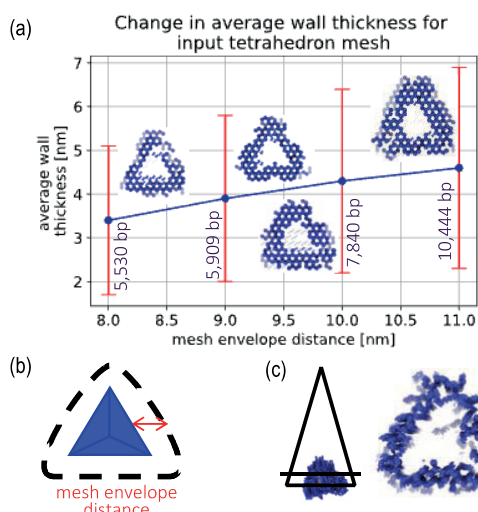 (a)
Change in average wall thickness for
input tetrahedron mesh
average wall
thickness [nm]
7
6
5
4
3
2
5,530 bp
5,909 bp
7,840 bp
10,444 bp
8.0 8.5 9.0 9.5 10.0 10.5 11.0
mesh envelope distance [nm]
(b)
mesh envelope
distance
(c)